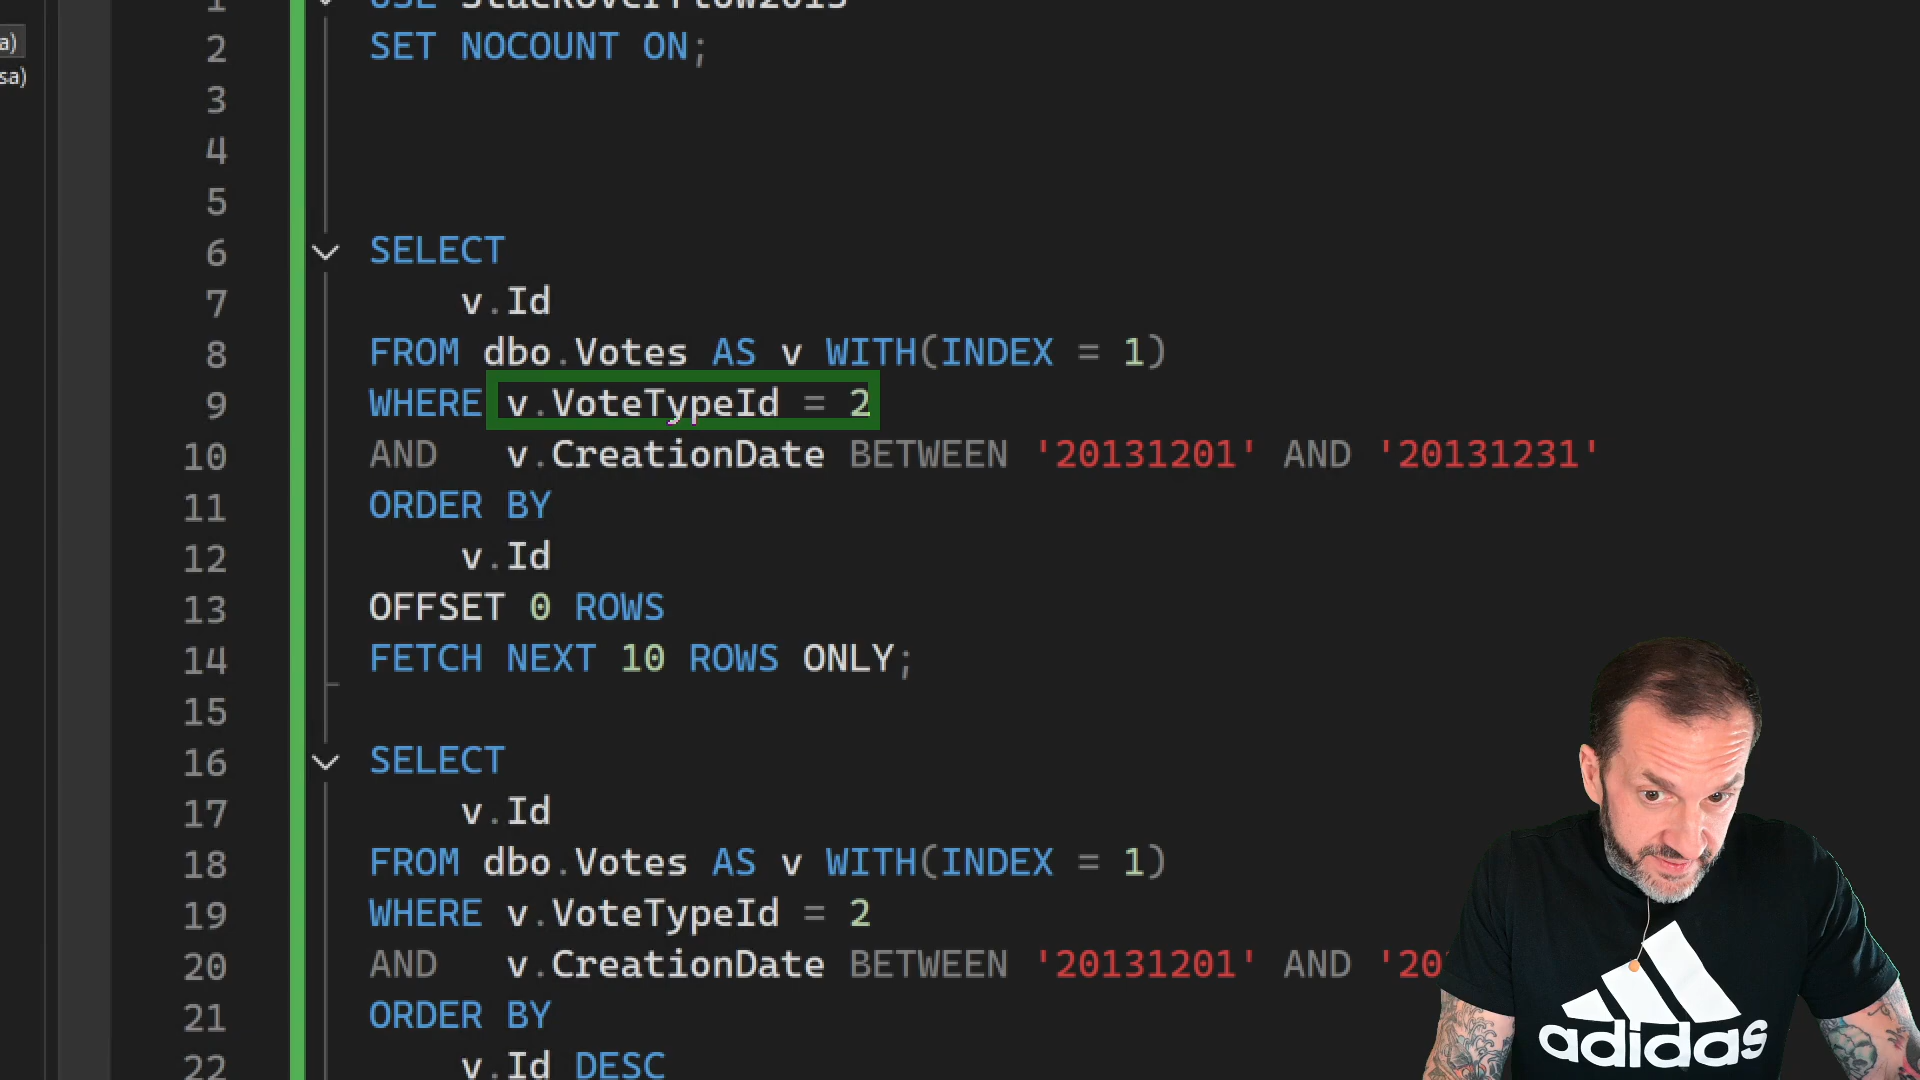 a)
sa)
1 USE StackOverflow2013
2 SET NOCOUNT ON;
3
4
5
6 SELECT
7 v.Id
8 FROM dbo.Votes AS v WITH(INDEX = 1)
9 WHERE v.VoteTypeId = 2
10 AND v.CreationDate BETWEEN '20131201' AND '20131231'
11 ORDER BY
12 v.Id
13 OFFSET 0 ROWS
14 FETCH NEXT 10 ROWS ONLY;
15
16 SELECT
17 v.Id
18 FROM dbo.Votes AS v WITH(INDEX = 1)
19 WHERE v.VoteTypeId = 2
20 AND v.CreationDate BETWEEN '20131201' AND '20
21 ORDER BY
22 v.Id DESC
adidas